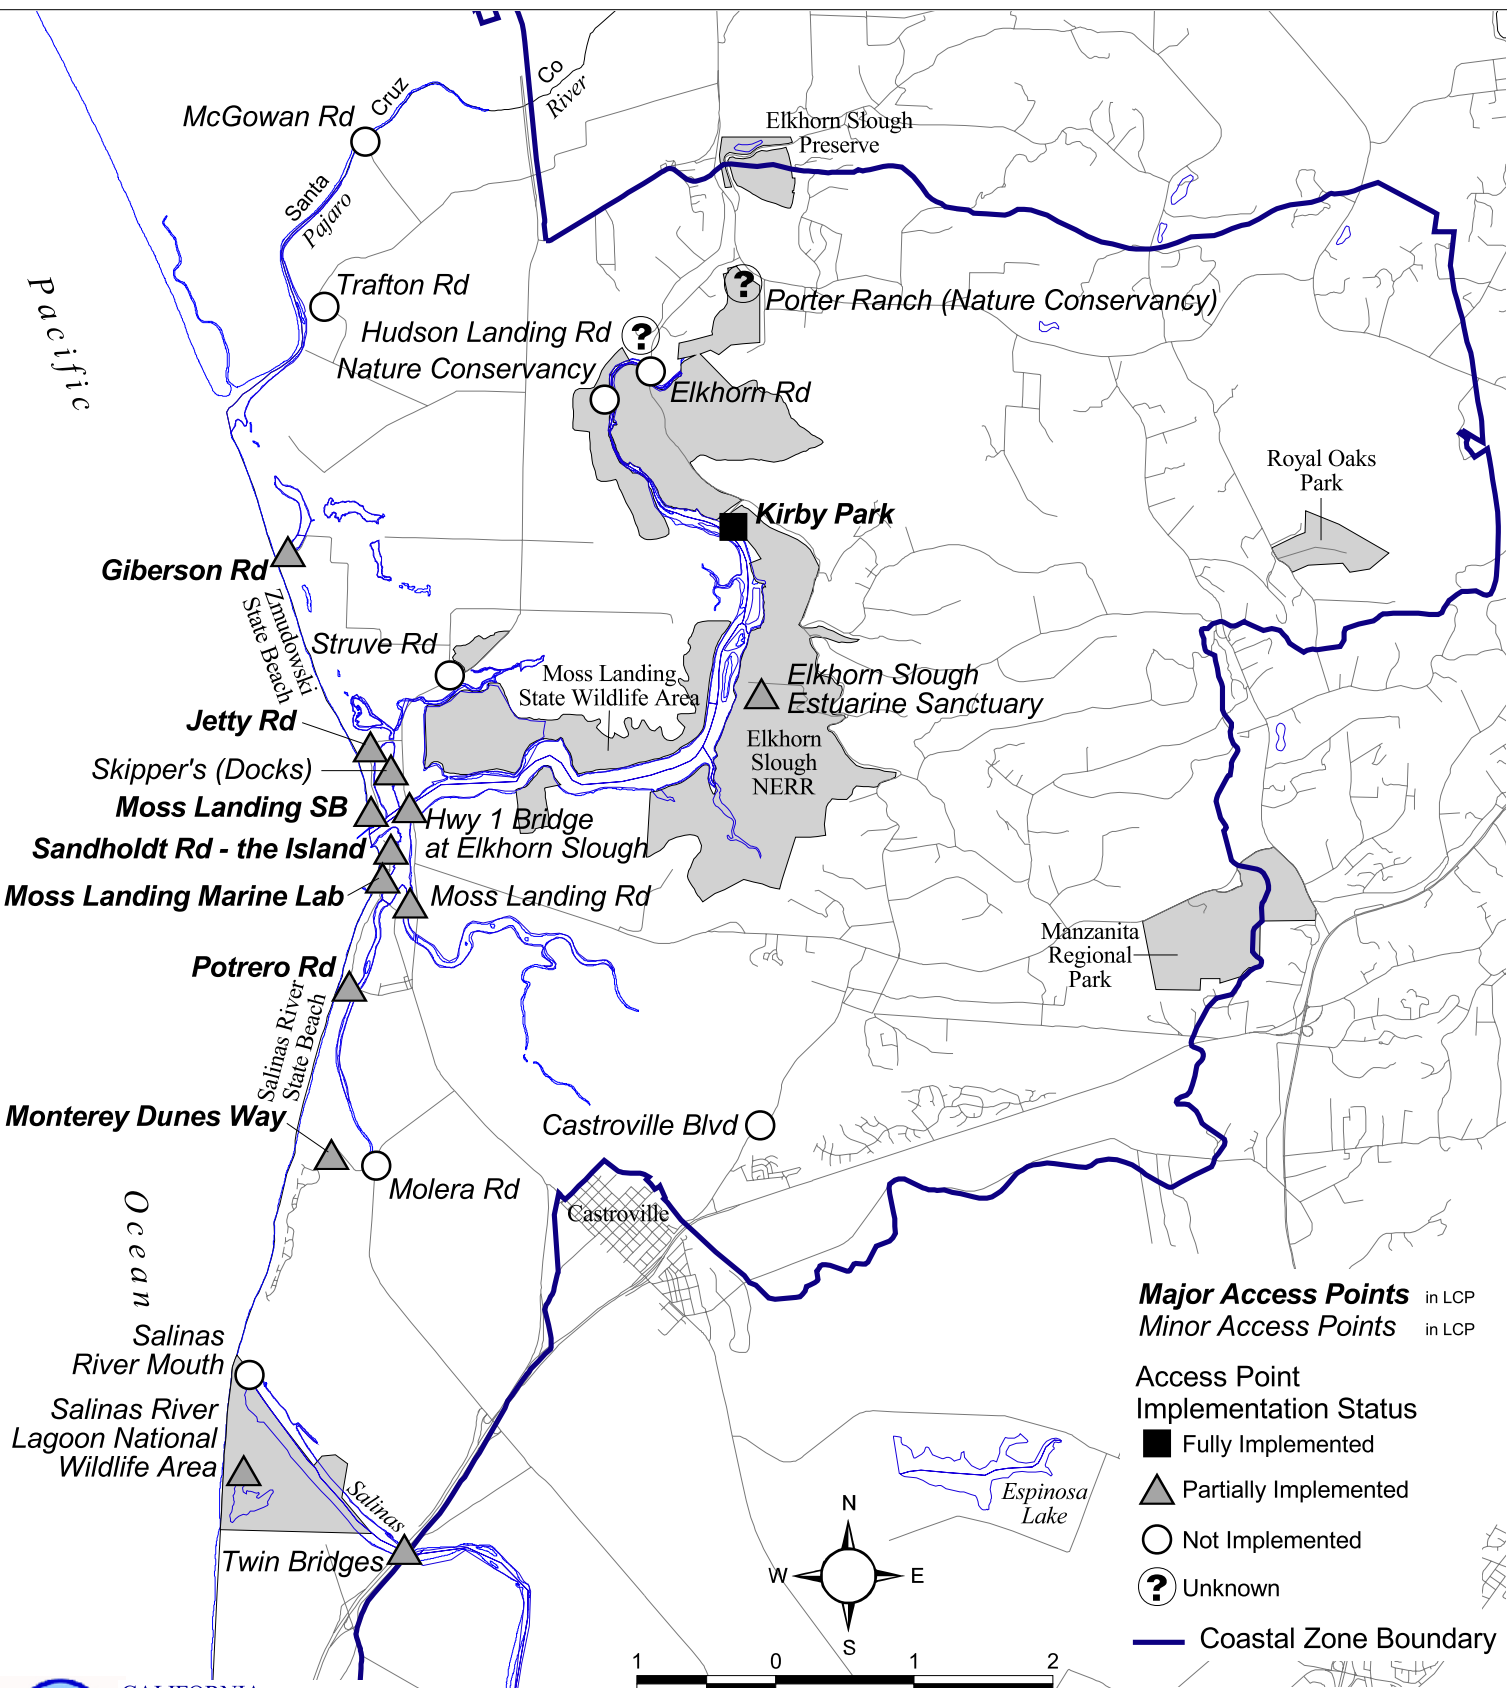 Co
River
Cruz
McGowan Rd
Elkhorn Slough
Preserve
Santa
Pajaro
Pacific
Trafton Rd
?
Porter Ranch (Nature Conservancy)
Hudson Landing Rd
?
Nature Conservancy
Elkhorn Rd
Royal Oaks
Park
Kirby Park
Giberson Rd
Zmudowski
State Beach
Struve Rd
Moss Landing
State Wildlife Area
Elkhorn Slough
Estuarine Sanctuary
Jetty Rd
Elkhorn
Slough
NERR
Skipper's (Docks)
Moss Landing SB
Hwy 1 Bridge
at Elkhorn Slough
Sandholdt Rd - the Island
Moss Landing Marine Lab
Moss Landing Rd
Manzanita
Regional
Park
Potrero Rd
Salinas River
State Beach
Monterey Dunes Way
Castroville Blvd
Molera Rd
Castroville
Ocean
Salinas
River Mouth
Salinas River
Lagoon National
Wildlife Area
Salinas
Twin Bridges
Espinosa
Lake
N
W
E
S
Major Access Points in LCP
Minor Access Points in LCP
Access Point
Implementation Status
Fully Implemented
Partially Implemented
Not Implemented
? Unknown
Coastal Zone Boundary
1 0 1 2
CALIFORNIA